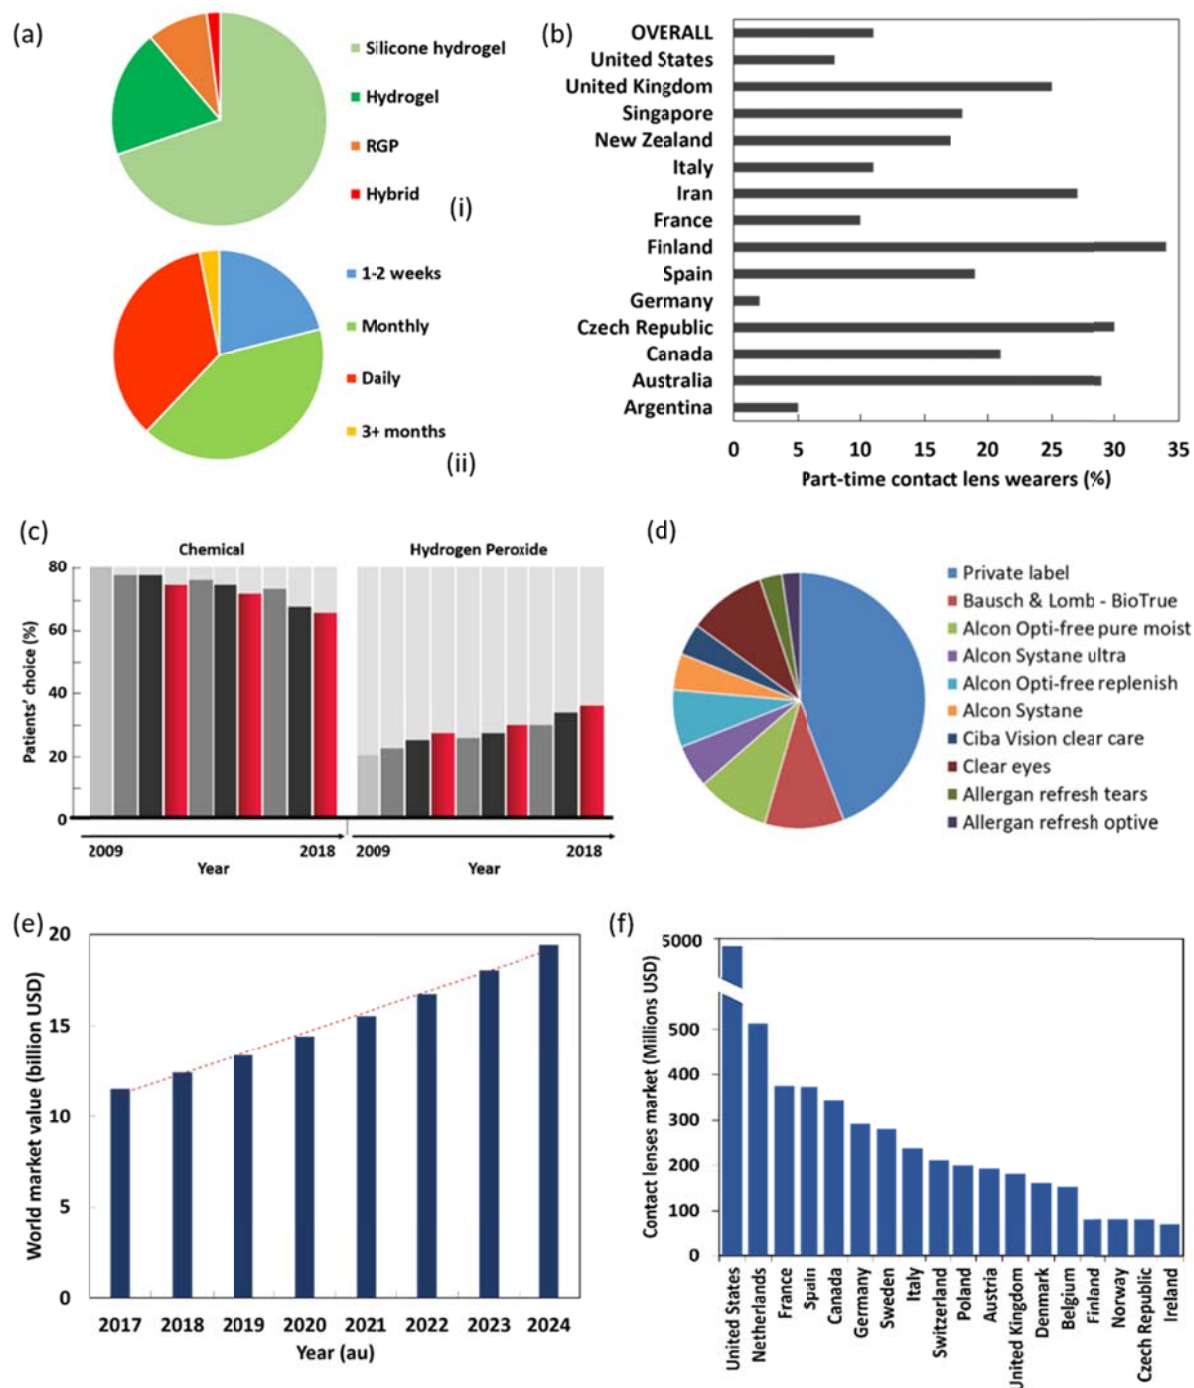 (a)
Silicone hydrogel
Hydrogel
RGP
Hybrid
(i)
1-2 weeks
Monthly
Daily
3+ months
(ii)
(b)
OVERALL
United States
United Kingdom
Singapore
New Zealand
Italy
Iran
France
Finland
Spain
Germany
Czech Republic
Canada
Australia
Argentina
0 5 10 15 20 25 30 35
Part-time contact lens wearers (%)
(c)
Chemical
Hydrogen Peroxide
Patients' choice (%)
80
60
40
20
0
2009 2018
Year
2009 2018
Year
(d)
Private label
Bausch & Lomb - BioTrue
Alcon Opti-free pure moist
Alcon Systane ultra
Alcon Opti-free replenish
Alcon Systane
Ciba Vision clear care
Clear eyes
Allergan refresh tears
Allergan refresh optive
(e)
World market value (billion USD)
20
15
10
5
0
2017 2018 2019 2020 2021 2022 2023 2024
Year (au)
(f)
Contact lenses market (Millions USD)
5000
500
400
300
200
100
0
United States
Netherlands
France
Spain
Canada
Germany
Sweden
Italy
Switzerland
Poland
Austria
United Kingdom
Denmark
Belgium
Finland
Norway
Czech Republic
Ireland